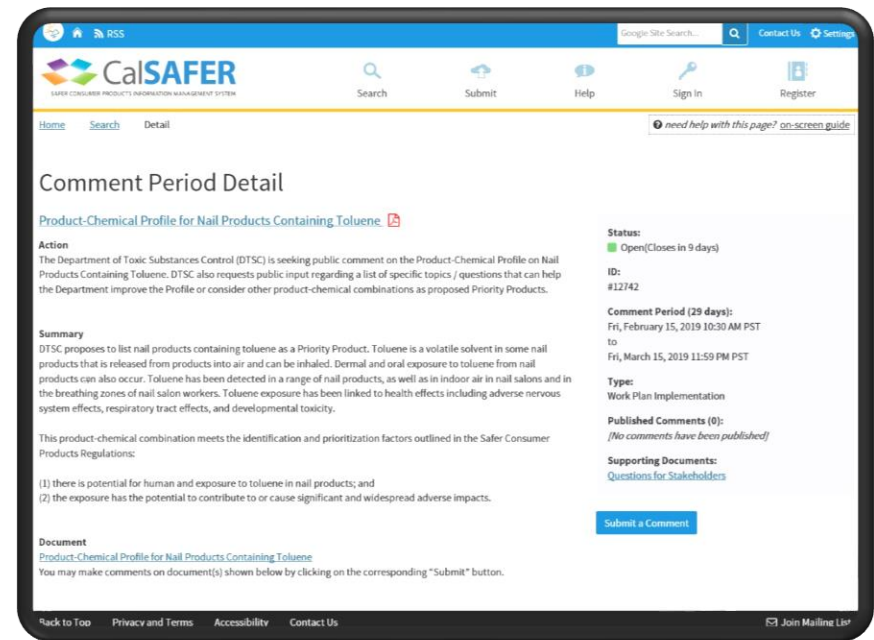 RSS
Google Site Search...
Contact Us
Settings
CalSAFER
SAFER CONSUMER PRODUCTS INFORMATION MANAGEMENT SYSTEM
Search
Submit
Help
Sign in
Register
Home Search Detail
need help with this page? on-screen guide
Comment Period Detail
Product-Chemical Profile for Nail Products Containing Toluene
Action
The Department of Toxic Substances Control (DTSC) is seeking public comment on the Product-Chemical Profile on Nail
Products Containing Toluene. DTSC also requests public input regarding a list of specific topics / questions that can help
the Department improve the Profile or consider other product-chemical combinations as proposed Priority Products.
Summary
DTSC proposes to list nail products containing toluene as a Priority Product. Toluene is a volatile solvent in some nail
products that is released from products into air and can be inhaled. Dermal and oral exposure to toluene from nail
products can also occur. Toluene has been detected in a range of nail products, as well as in indoor air in nail salons and in
the breathing zones of nail salon workers. Toluene exposure has been linked to health effects including adverse nervous
system effects, respiratory tract effects, and developmental toxicity.
This product-chemical combination meets the identification and prioritization factors outlined in the Safer Consumer
Products Regulations:
(1) there is potential for human and exposure to toluene in nail products; and
(2) the exposure has the potential to contribute to or cause significant and widespread adverse impacts.
Document
Product-Chemical Profile for Nail Products Containing Toluene
You may make comments on document(s) shown below by clicking on the corresponding "Submit" button.
Status:
Open(Closes in 9 days)
ID:
#12742
Comment Period (29 days):
Fri, February 15, 2019 10:30 AM PST
to
Fri, March 15, 2019 11:59 PM PST
Type:
Work Plan Implementation
Published Comments (0):
[No comments have been published]
Supporting Documents:
Questions for Stakeholders
Submit a Comment
Back to Top Privacy and Terms Accessibility Contact Us
Join Mailing List